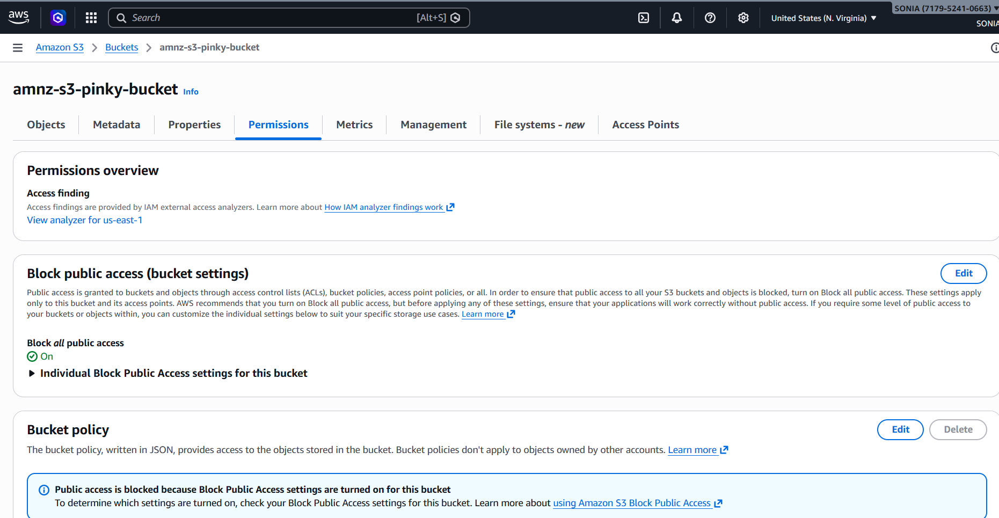 aws
Search [Alt+S]
United States (N. Virginia)
SONIA (7179-5241-0663)
SONIA
Amazon S3 Buckets amnz-s3-pinky-bucket
amnz-s3-pinky-bucket Info
Objects Metadata Properties Permissions Metrics Management File systems - new Access Points
Permissions overview
Access finding
Access findings are provided by IAM external access analyzers. Learn more about How IAM analyzer findings work
View analyzer for us-east-1
Block public access (bucket settings) Edit
Public access is granted to buckets and objects through access control lists (ACLs), bucket policies, access point policies, or all. In order to ensure that public access to all your S3 buckets and objects is blocked, turn on Block all public access. These settings apply
only to this bucket and its access points. AWS recommends that you turn on Block all public access, but before applying any of these settings, ensure that your applications will work correctly without public access. If you require some level of public access to
your buckets or objects within, you can customize the individual settings below to suit your specific storage use cases. Learn more
Block all public access
On
Individual Block Public Access settings for this bucket
Bucket policy Edit Delete
The bucket policy, written in JSON, provides access to the objects stored in the bucket. Bucket policies don't apply to objects owned by other accounts. Learn more
Public access is blocked because Block Public Access settings are turned on for this bucket
To determine which settings are turned on, check your Block Public Access settings for this bucket. Learn more about using Amazon S3 Block Public Access